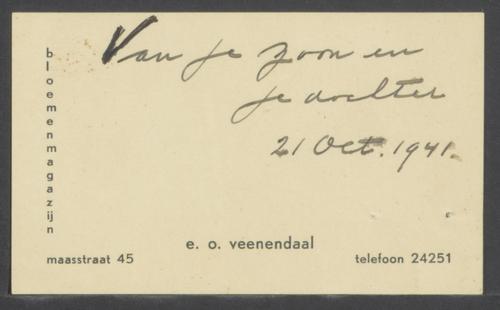 Van je zoon en
je dochter
21 Oct. 1941.
bloemenmagazijn
e. o. veenendaal
maasstraat 45
telefoon 24251